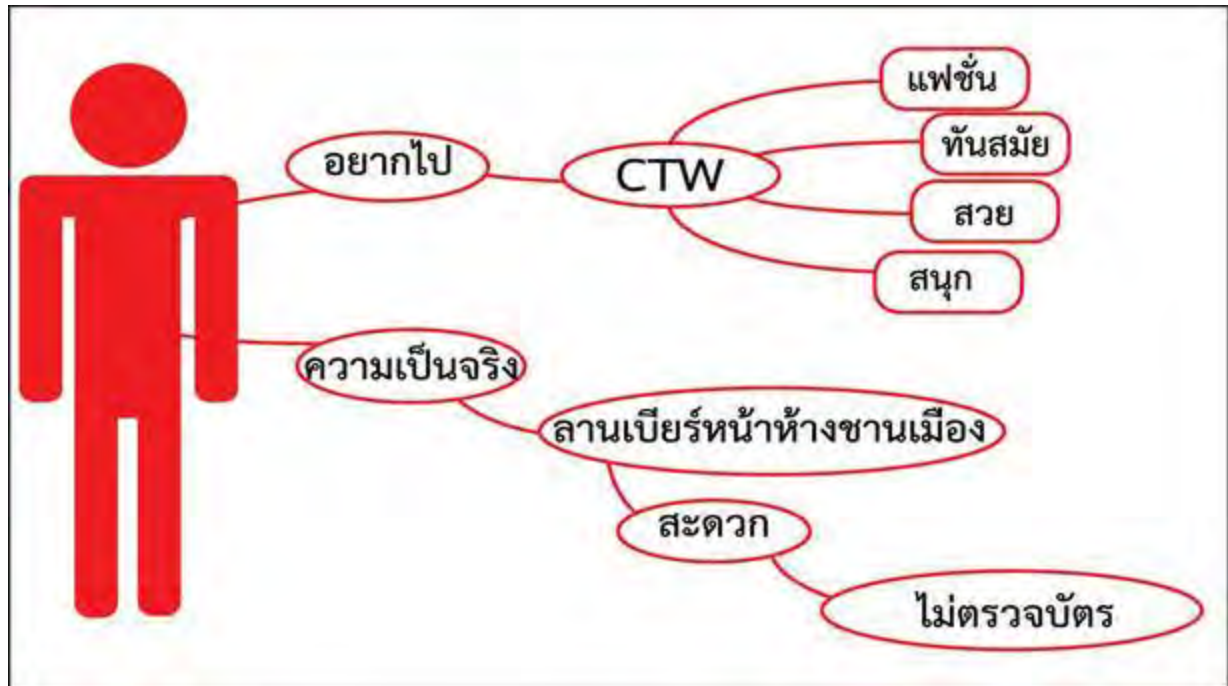 แฟชั่น
ทันสมัย
อยากไป
CTW
สวย
สนุก
ความเป็นจริง
ลานเบียร์หน้าห้างชานเมือง
สะดวก
ไม่ตรวจบัตร